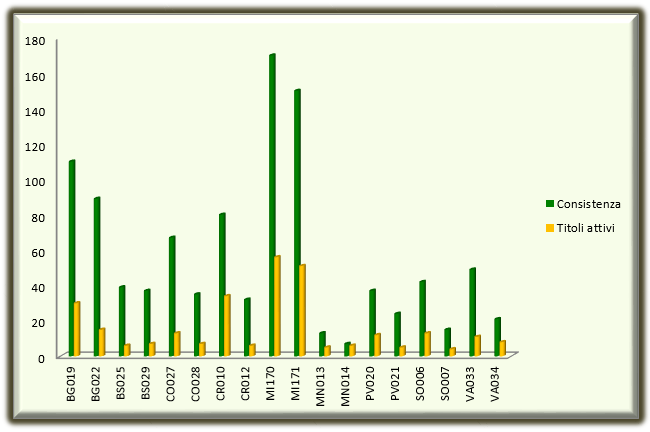 180
160
140
120
100
80
60
40
20
0
BG019
BG022
BS025
BS029
CO027
CO028
CR010
CR012
MI170
MI171
MN013
MN014
PV020
PV021
SO006
SO007
VA033
VA034
Consistenza
Titoli attivi